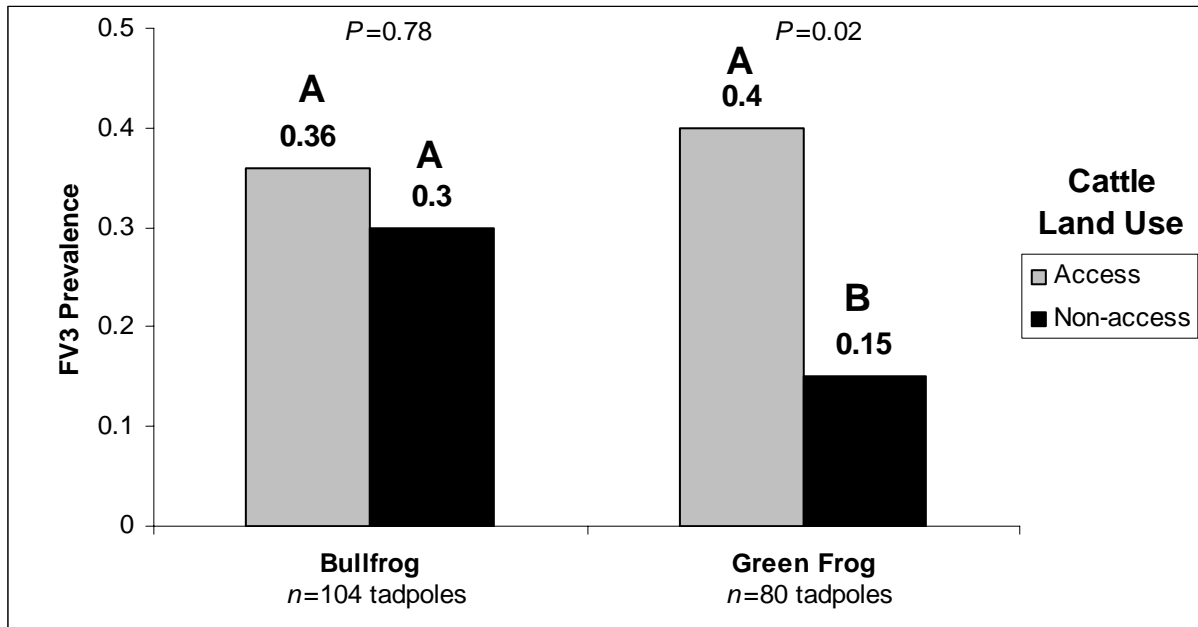 0.5
0.4
0.3
0.2
0.1
0
FV3 Prevalence
P=0.78
A
0.36
A
0.3
P=0.02
A
0.4
B
0.15
Bullfrog
n=104 tadpoles
Green Frog
n=80 tadpoles
Cattle
Land Use
Access
Non-access